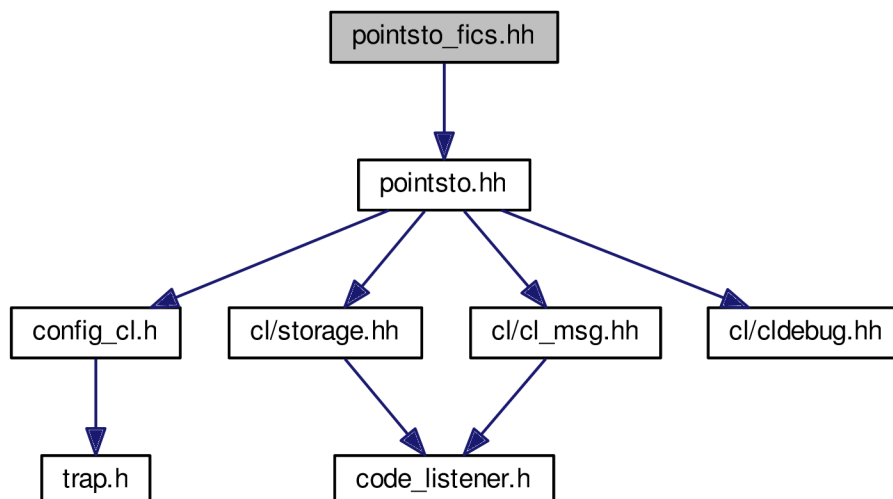 pointsto_fics.hh
pointsto.hh
config_cl.h
cl/storage.hh
cl/cl_msg.hh
cl/cldebug.hh
trap.h
code_listener.h